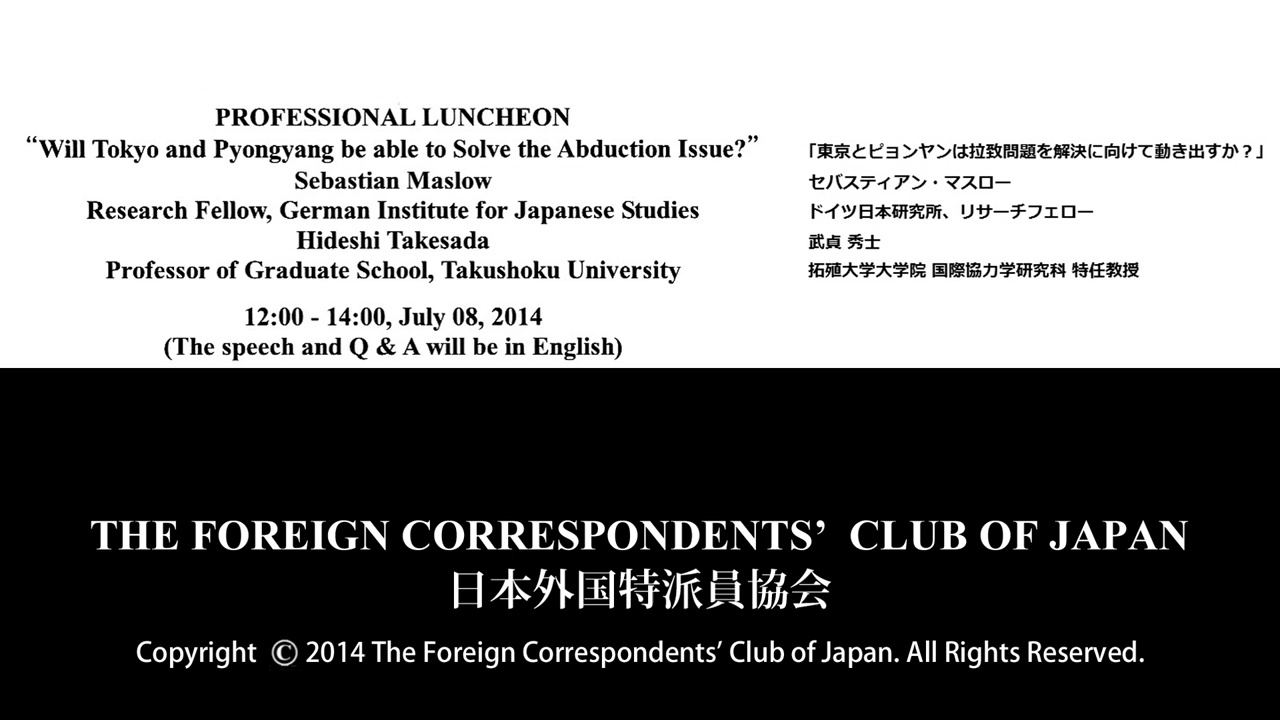 PROFESSIONAL LUNCHEON
“Will Tokyo and Pyongyang be able to Solve the Abduction Issue?”
Sebastian Maslow
Research Fellow, German Institute for Japanese Studies
Hideshi Takesada
Professor of Graduate School, Takushoku University
12:00 - 14:00, July 08, 2014
(The speech and Q & A will be in English)
「東京とピョンヤンは拉致問題を解決に向けて動き出すか？」
セバスティアン・マスロー
ドイツ日本研究所、リサーチフェロー
武貞 秀士
拓殖大学大学院 国際協力学研究科 特任教授
THE FOREIGN CORRESPONDENTS’ CLUB OF JAPAN
日本外国特派員協会
Copyright © 2014 The Foreign Correspondents’ Club of Japan. All Rights Reserved.